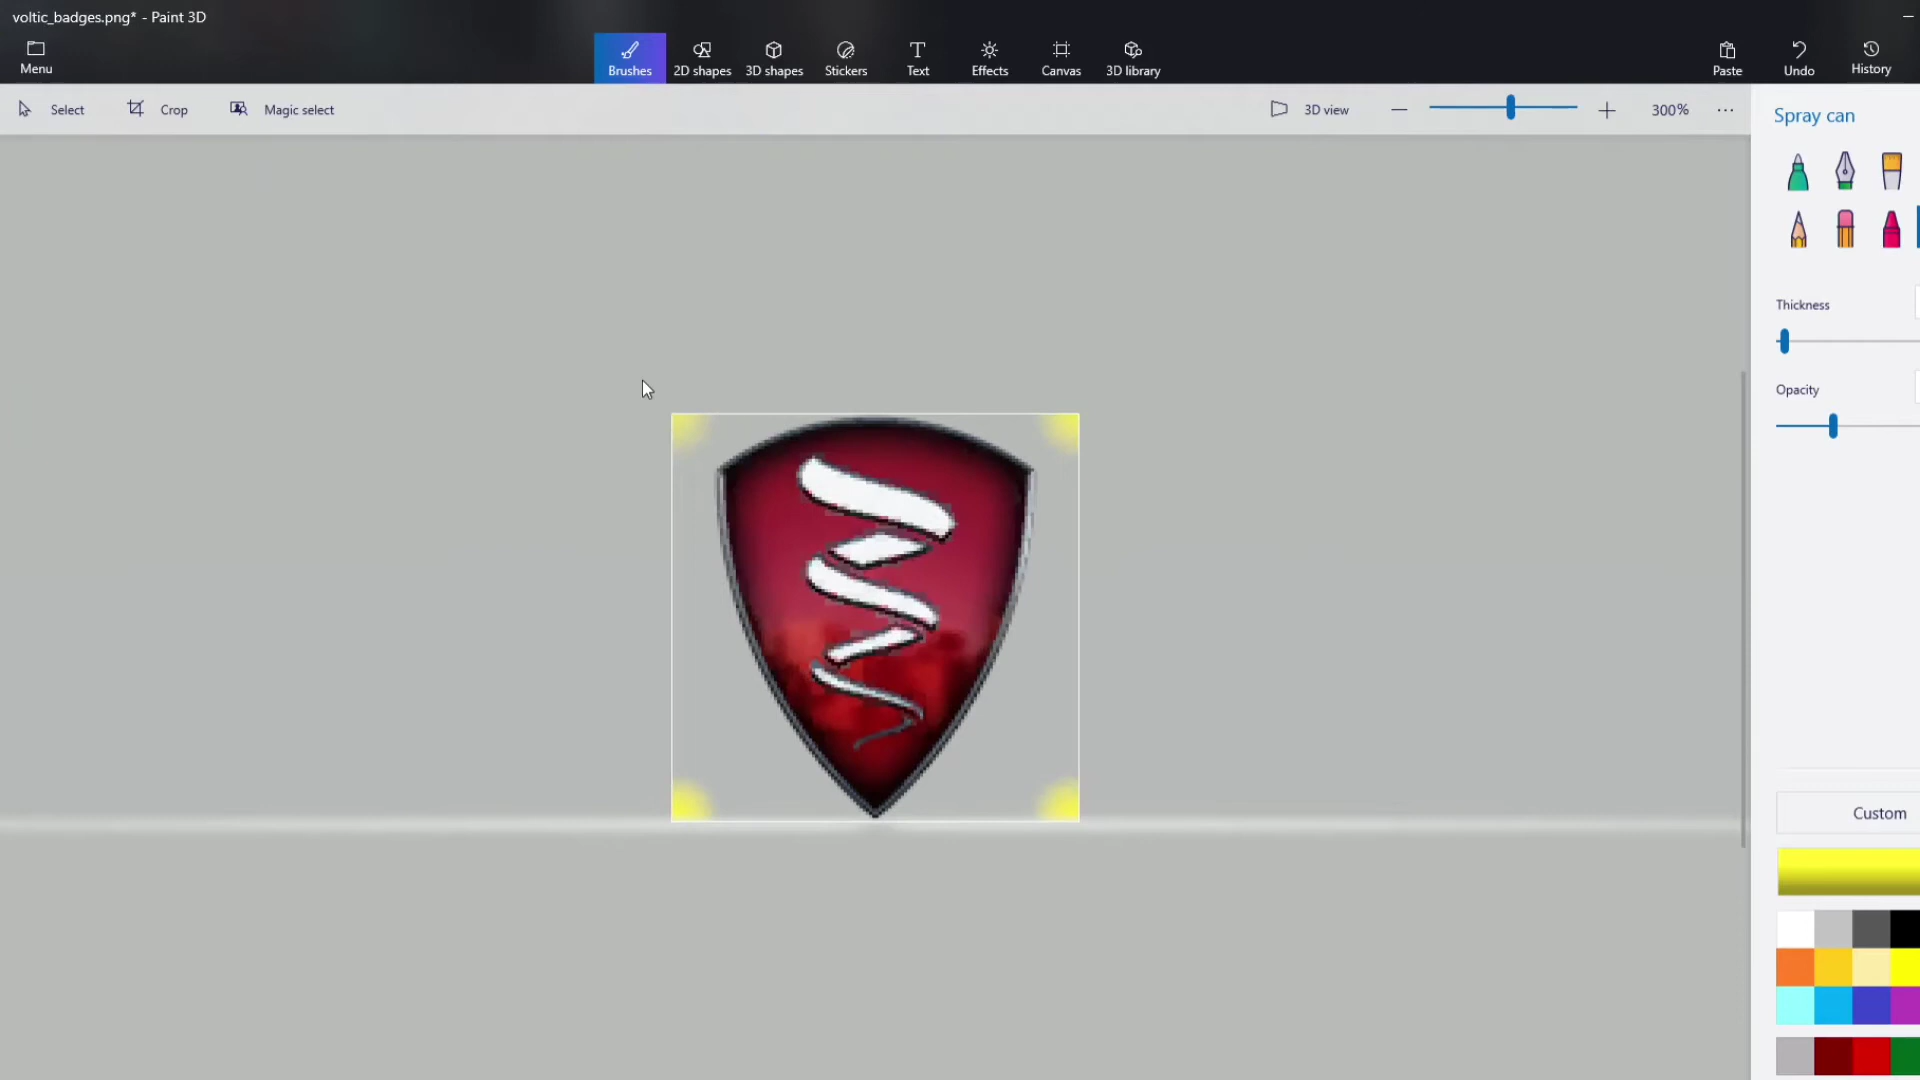 voltic_badges.png* - Paint 3D
Menu
Brushes
2D shapes
3D shapes
Stickers
Text
Effects
Canvas
3D library
Paste
Undo
History
Select
Crop
Magic select
3D view
300%
Spray can
Thickness
Opacity
Custom